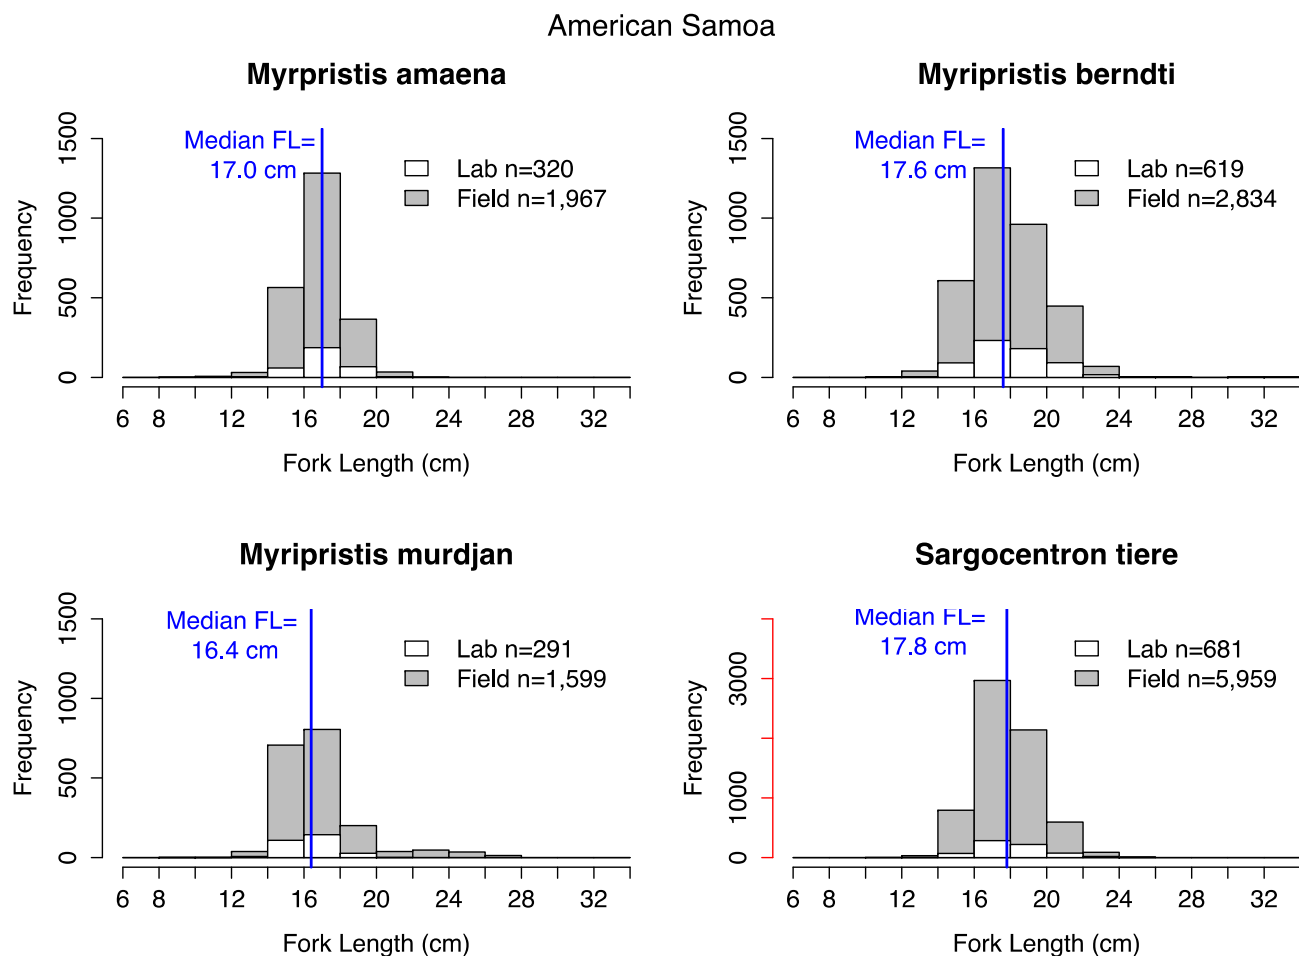 American Samoa
Myrpristis amaena
Median FL=
17.0 cm
Lab n=320
Field n=1,967
Frequency
1500
1000
500
0
6 8 12 16 20 24 28 32
Fork Length (cm)
Myripristis berndti
Median FL=
17.6 cm
Lab n=619
Field n=2,834
Frequency
1500
1000
500
0
6 8 12 16 20 24 28 32
Fork Length (cm)
Myripristis murdjan
Median FL=
16.4 cm
Lab n=291
Field n=1,599
Frequency
1500
1000
500
0
6 8 12 16 20 24 28 32
Fork Length (cm)
Sargocentron tiere
Median FL=
17.8 cm
Lab n=681
Field n=5,959
Frequency
3000
1000
0
6 8 12 16 20 24 28 32
Fork Length (cm)